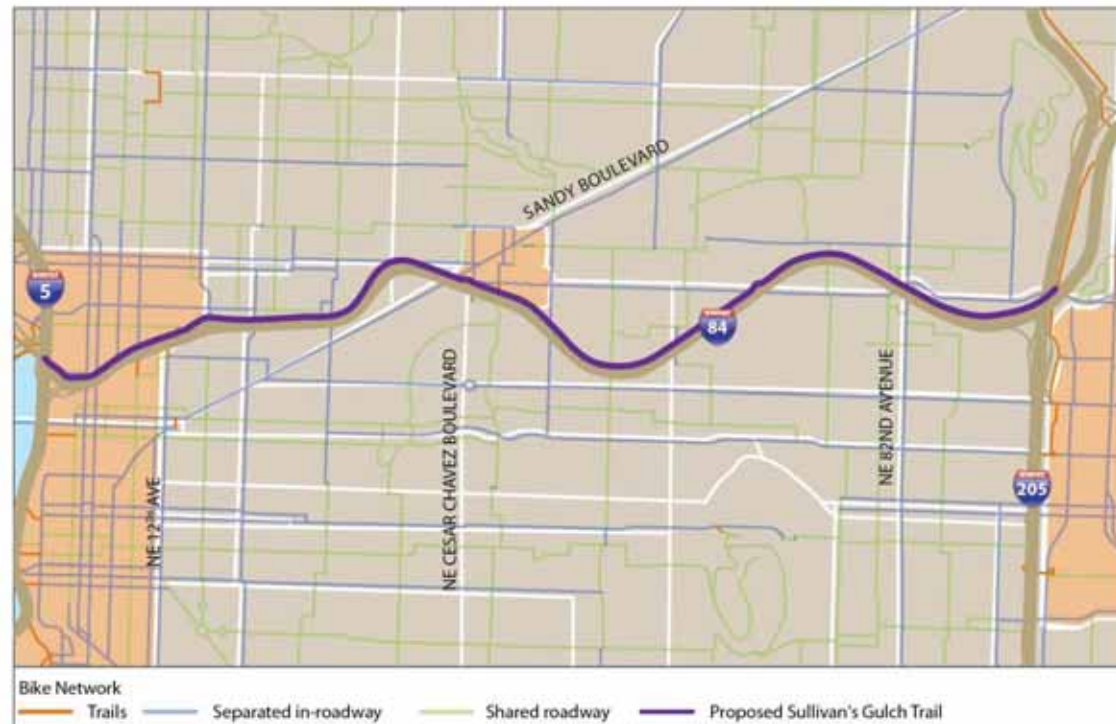 SANDY BOULEVARD
5
84
NE 12TH AVE
NE CESAR CHAVEZ BOULEVARD
NE 82ND AVENUE
205
Bike Network
Trails Separated in-roadway Shared roadway Proposed Sullivan's Gulch Trail